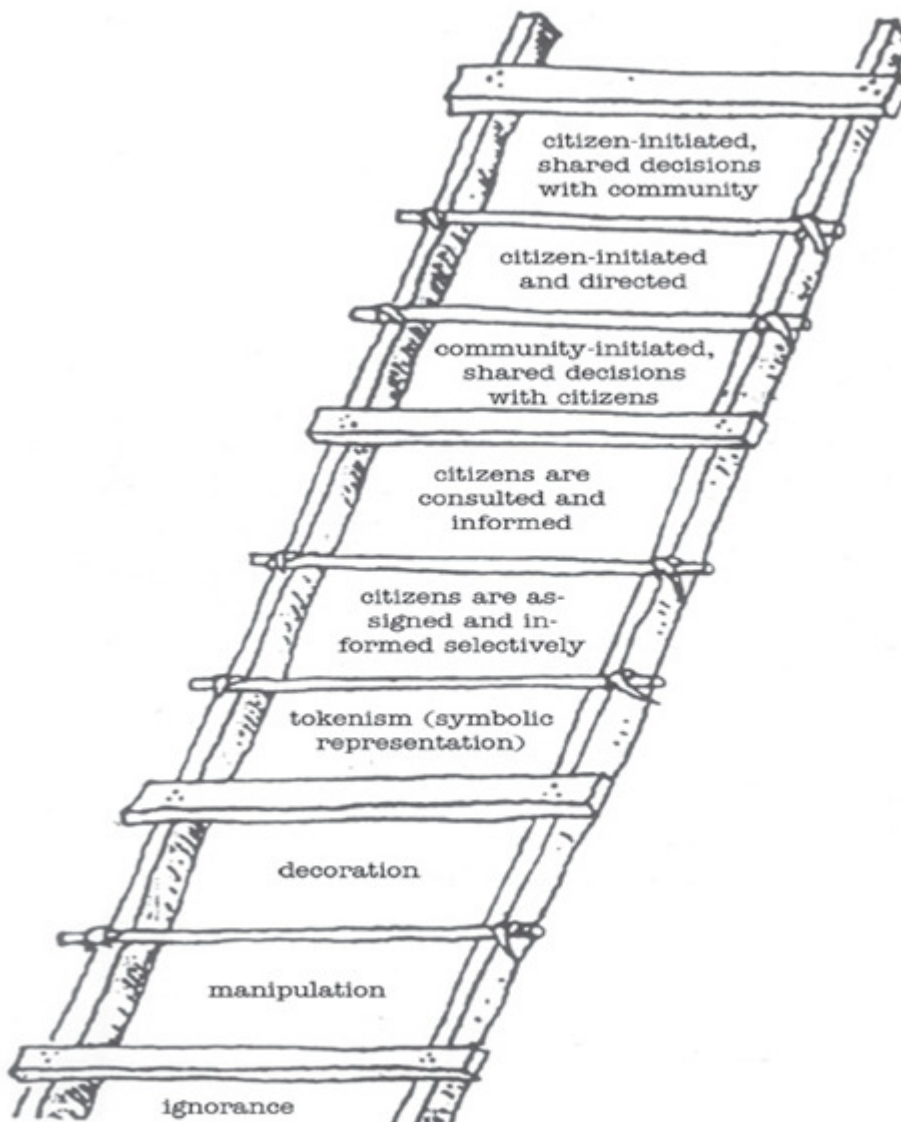 citizen-initiated,
shared decisions
with community
citizen-initiated
and directed
community-initiated,
shared decisions
with citizens
citizens are
consulted and
informed
citizens are as-
signed and in-
formed selectively
tokenism (symbolic
representation)
decoration
manipulation
ignorance